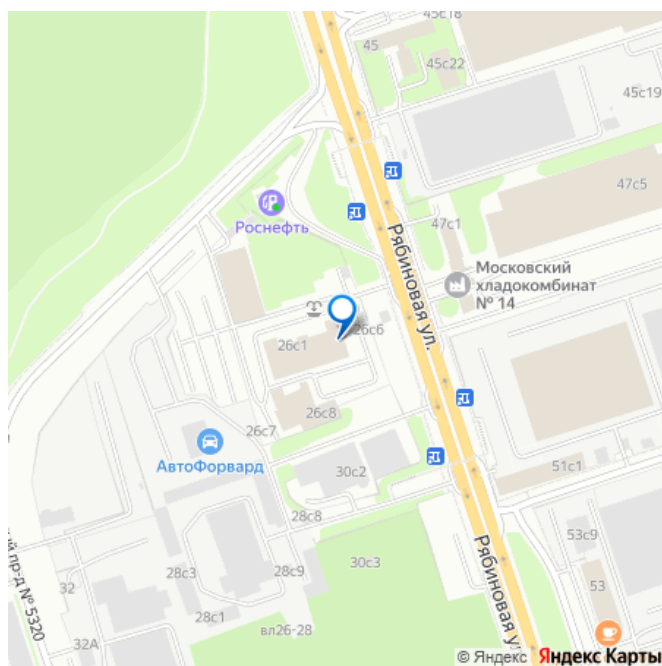 45с18
45
45с22
45с19
47с5
Роснефть
47с1
Рябиновая ул.
Московский
хладокомбинат
№ 14
26с6
26с1
26с8
26с7
АвтоФорвард
30с2
51с1
28с8
53с9
30с3
28с3
28с9
Рябиновая ул
53
32
28с1
ый пр-д № 5320
вл26-28
32А
© Яндекс Яндекс Карты